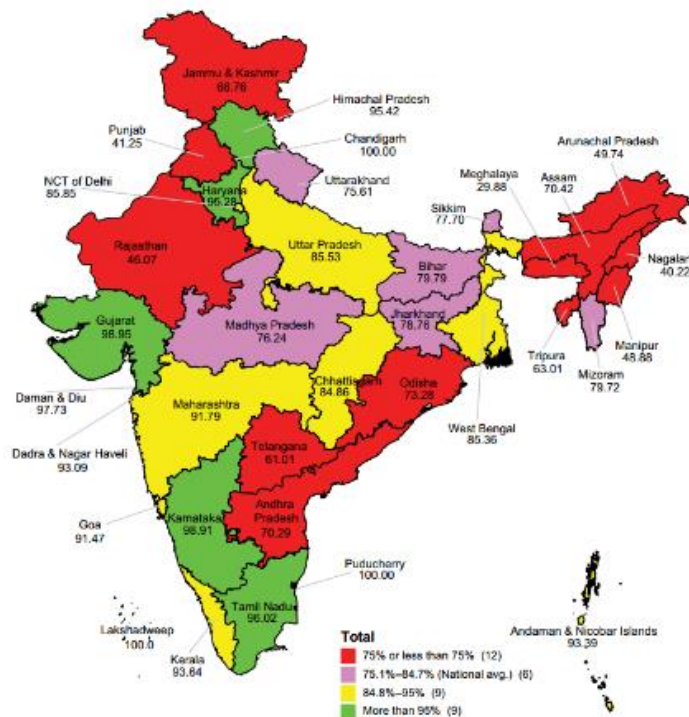 Jammu & Kashmir
68.76
Himachal Pradesh
95.42
Punjab
41.25
Chandigarh
100.00
Arunachal Pradesh
49.74
NCT of Delhi
85.85
Haryana
95.28
Uttarakhand
75.61
Meghalaya
29.88
Assam
70.42
Sikkim
77.70
Rajasthan
46.07
Uttar Pradesh
85.53
Bihar
79.79
Nagalan
40.22
Gujarat
98.95
Madhya Pradesh
76.24
Jharkhand
78.76
Manipur
48.88
Tripura
63.01
Mizoram
79.72
Daman & Diu
97.73
Maharashtra
91.79
Chhattisgarh
84.86
Odisha
73.28
West Bengal
85.36
Dadra & Nagar Haveli
93.09
Telangana
61.01
Goa
91.47
Karnataka
98.91
Andhra
Pradesh
70.29
Puducharry
100.00
Tamil Nadu
96.02
Lakshadweep
100.0
Kerala
93.64
Andaman & Nicobar Islands
93.39
Total
75% or less than 75% (12)
75.1%–84.7% (National avg.) (6)
84.8%–95% (9)
More than 95% (9)